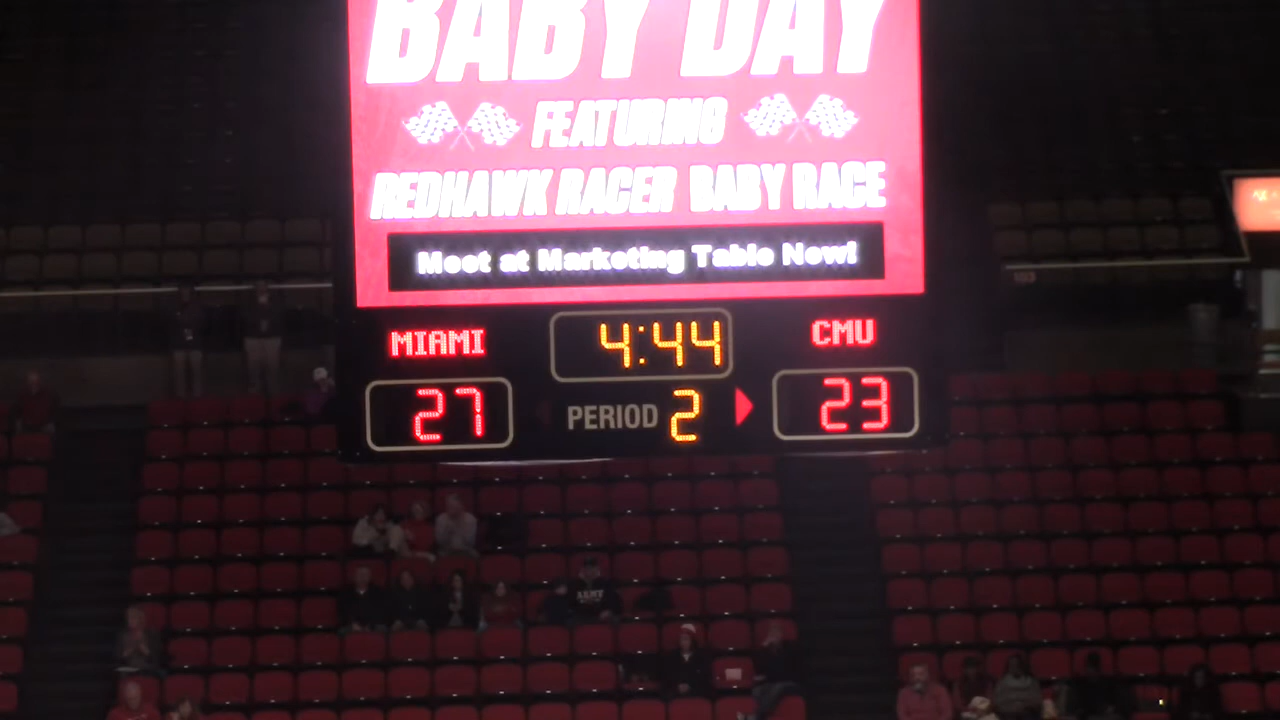 BABY DAY
FEATURING
REDHAWK RACER BABY RACE
Meet at Marketing Table Now!
MIAMI 4:44 CMU
27 PERIOD 2 23
ARMY